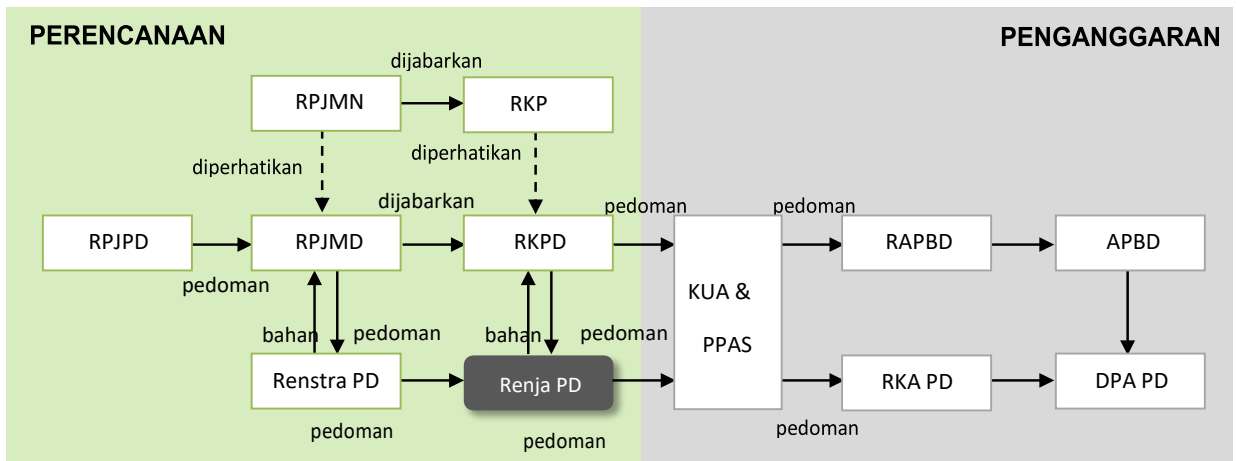 PERENCANAAN
PENGANGGARAN
dijabarkan
RPJMN
RKP
diperhatikan
diperhatikan
dijabarkan
pedoman
pedoman
RPJPD
RPJMD
RKPD
RAPBD
APBD
pedoman
KUA &
PPAS
bahan
pedoman
bahan
pedoman
Renstra PD
Renja PD
RKA PD
DPA PD
pedoman
pedoman
pedoman